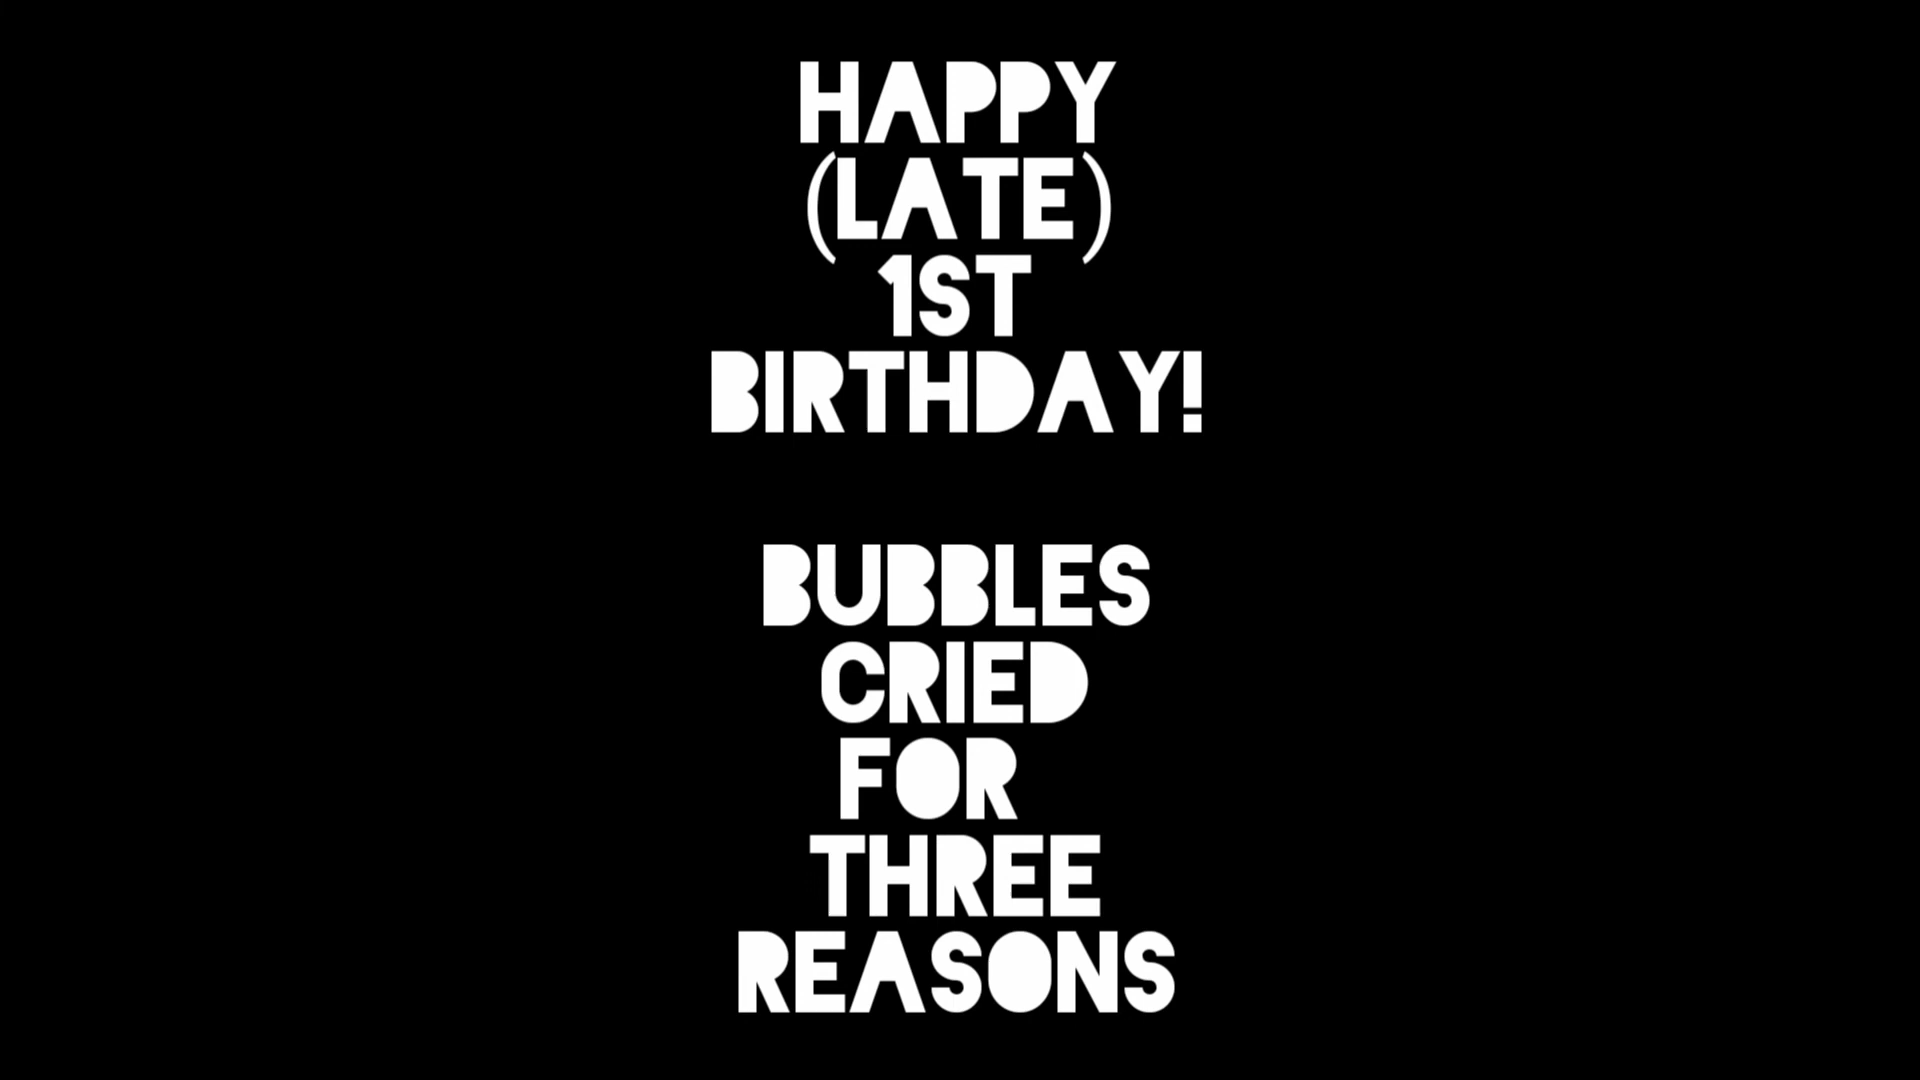 HAPPY
(LATE)
1ST
BIRTHDAY!
BUBBLES
CRIED
FOR
THREE
REASONS